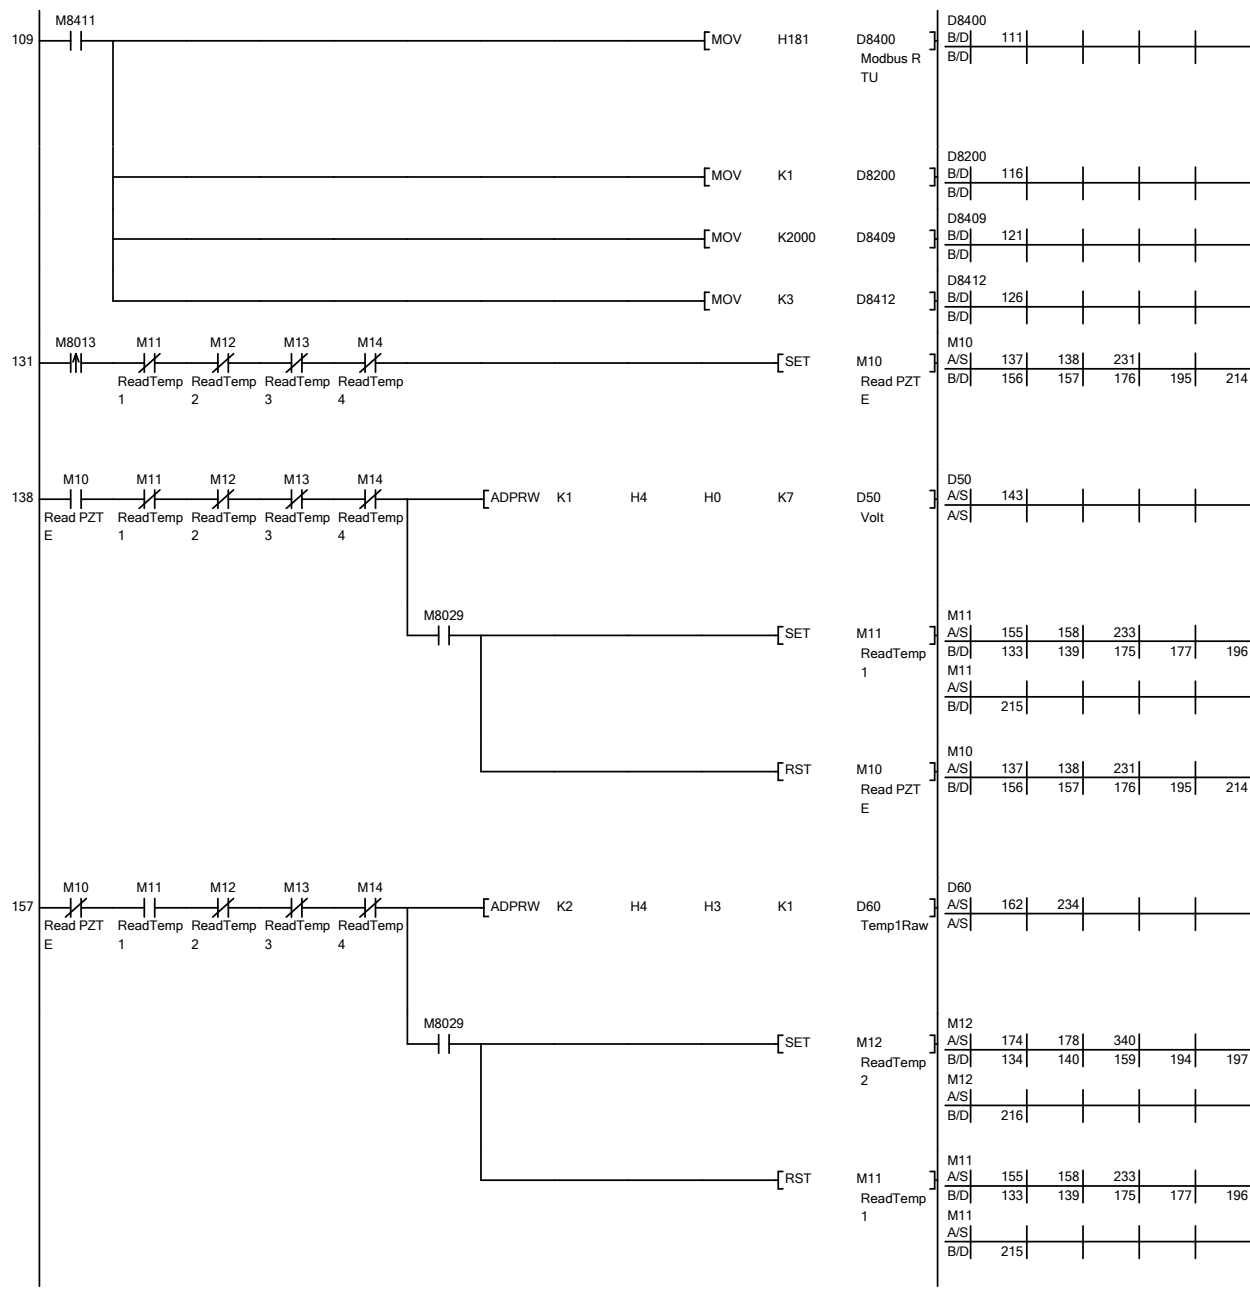 M8411
109
MOV H181 D8400
Modbus R
TU
D8400
B/D 111
B/D
MOV K1 D8200
D8200
B/D 116
B/D
MOV K2000 D8409
D8409
B/D 121
B/D
MOV K3 D8412
D8412
B/D 126
B/D
M8013 M11 M12 M13 M14
131
ReadTemp ReadTemp ReadTemp ReadTemp
1 2 3 4
SET M10
Read PZT
E
M10
A/S 137 138 231
B/D 156 157 176 195 214
M10 M11 M12 M13 M14
138
Read PZT ReadTemp ReadTemp ReadTemp ReadTemp
E 1 2 3 4
ADPRW K1 H4 H0 K7 D50
Volt
D50
A/S 143
A/S
M8029
SET M11
ReadTemp
1
M11
A/S 155 158 233
B/D 133 139 175 177 196
M11
A/S
B/D 215
RST M10
Read PZT
E
M10
A/S 137 138 231
B/D 156 157 176 195 214
M10 M11 M12 M13 M14
157
Read PZT ReadTemp ReadTemp ReadTemp ReadTemp
E 1 2 3 4
ADPRW K2 H4 H3 K1 D60
Temp1Raw
D60
A/S 162 234
A/S
M8029
SET M12
ReadTemp
2
M12
A/S 174 178 340
B/D 134 140 159 194 197
M12
A/S
B/D 216
RST M11
ReadTemp
1
M11
A/S 155 158 233
B/D 133 139 175 177 196
M11
A/S
B/D 215